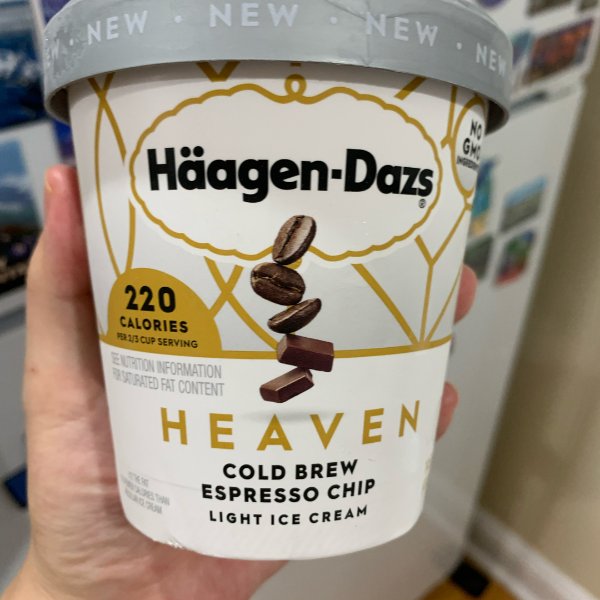 NEW · NEW · NEW · NEW
Häagen-Dazs
®
NO
GMO
INGREDIENTS
220
CALORIES
PER 2/3 CUP SERVING
SEE NUTRITION INFORMATION
FOR SATURATED FAT CONTENT
HEAVEN
COLD BREW
ESPRESSO CHIP
LIGHT ICE CREAM